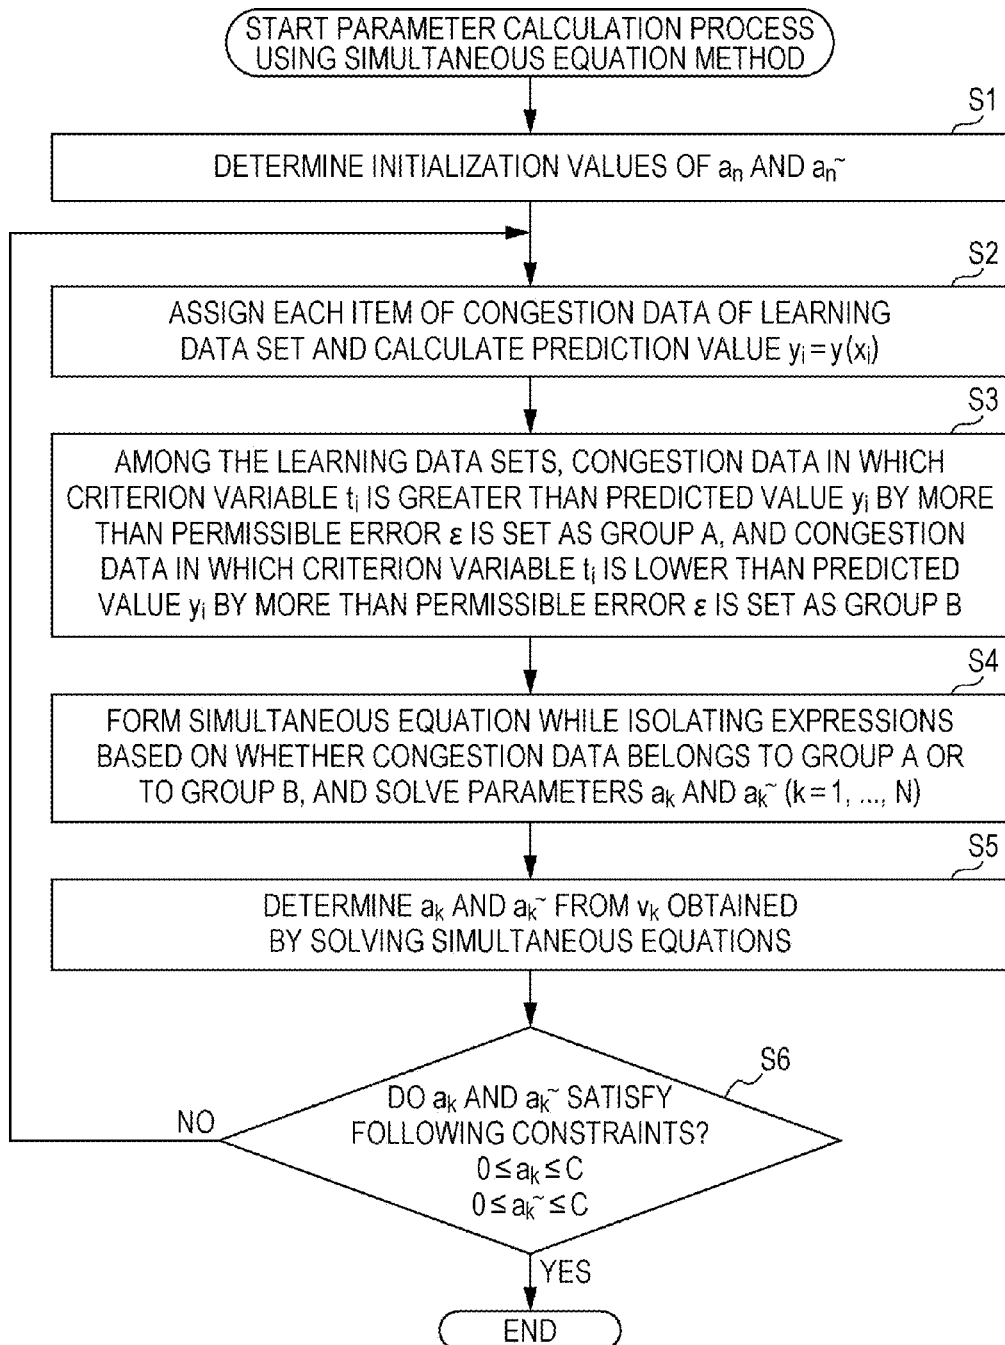 START PARAMETER CALCULATION PROCESS
USING SIMULTANEOUS EQUATION METHOD
S1
DETERMINE INITIALIZATION VALUES OF aₙ AND aₙ~
S2
ASSIGN EACH ITEM OF CONGESTION DATA OF LEARNING
DATA SET AND CALCULATE PREDICTION VALUE yᵢ = y(xᵢ)
S3
AMONG THE LEARNING DATA SETS, CONGESTION DATA IN WHICH
CRITERION VARIABLE tᵢ IS GREATER THAN PREDICTED VALUE yᵢ BY MORE
THAN PERMISSIBLE ERROR ε IS SET AS GROUP A, AND CONGESTION
DATA IN WHICH CRITERION VARIABLE tᵢ IS LOWER THAN PREDICTED
VALUE yᵢ BY MORE THAN PERMISSIBLE ERROR ε IS SET AS GROUP B
S4
FORM SIMULTANEOUS EQUATION WHILE ISOLATING EXPRESSIONS
BASED ON WHETHER CONGESTION DATA BELONGS TO GROUP A OR
TO GROUP B, AND SOLVE PARAMETERS aₖ AND aₖ~ (k = 1, ..., N)
S5
DETERMINE aₖ AND aₖ~ FROM vₖ OBTAINED
BY SOLVING SIMULTANEOUS EQUATIONS
S6
DO aₖ AND aₖ~ SATISFY
FOLLOWING CONSTRAINTS?
0 ≤ aₖ ≤ C
0 ≤ aₖ~ ≤ C
NO
YES
END